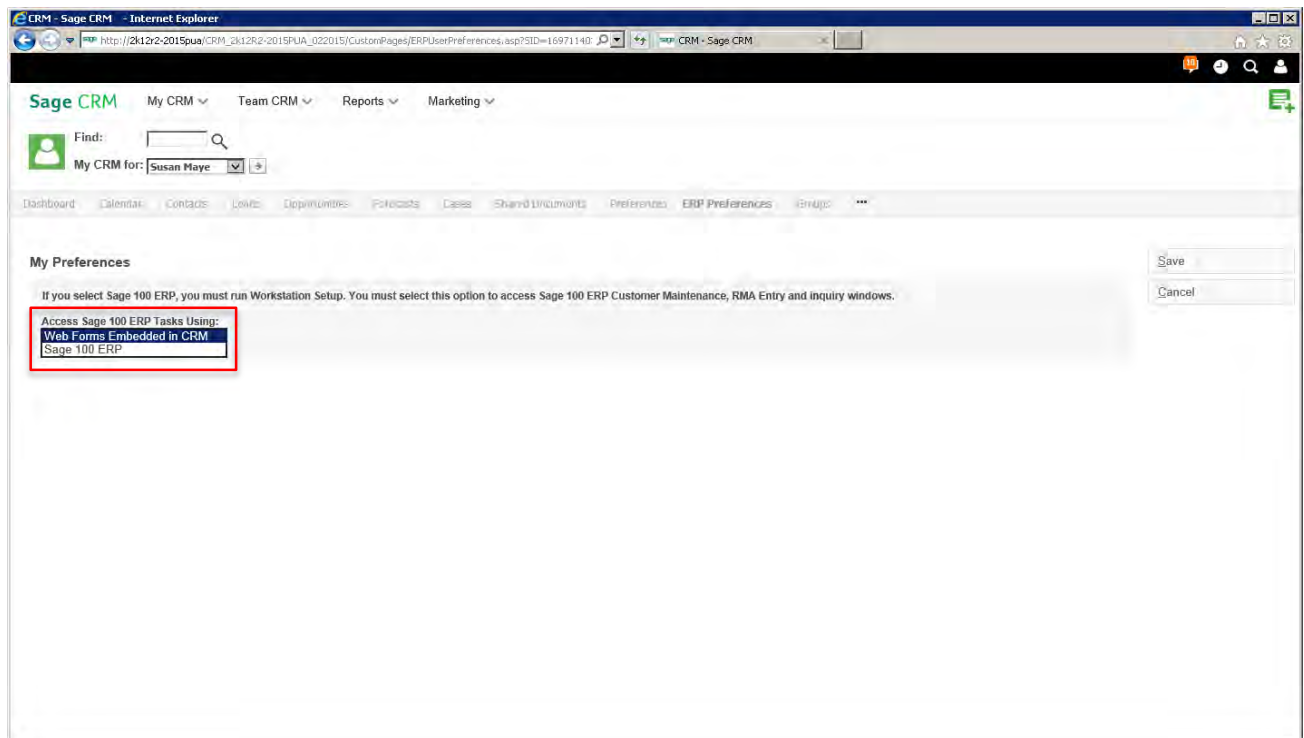 CRM - Sage CRM - Internet Explorer
http://2k12r2-2015pua/CRM_2k12R2-2015PUA_022015/CustomPages/ERPUserPreferences.asp?SID=16971140 CRM - Sage CRM
Sage CRM My CRM Team CRM Reports Marketing
Find:
My CRM for: Susan Maye
Dashboard Calendar Contacts Leads Opportunities Forecasts Cases Shared Documents Preferences ERP Preferences Groups •••
My Preferences
Save
If you select Sage 100 ERP, you must run Workstation Setup. You must select this option to access Sage 100 ERP Customer Maintenance, RMA Entry and inquiry windows.
Cancel
Access Sage 100 ERP Tasks Using:
Web Forms Embedded in CRM
Sage 100 ERP